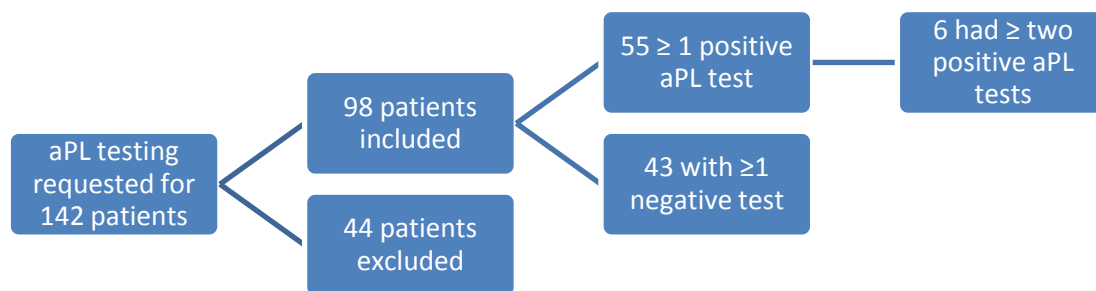 aPL testing
requested for
142 patients
98 patients
included
44 patients
excluded
55 ≥ 1 positive
aPL test
43 with ≥1
negative test
6 had ≥ two
positive aPL
tests